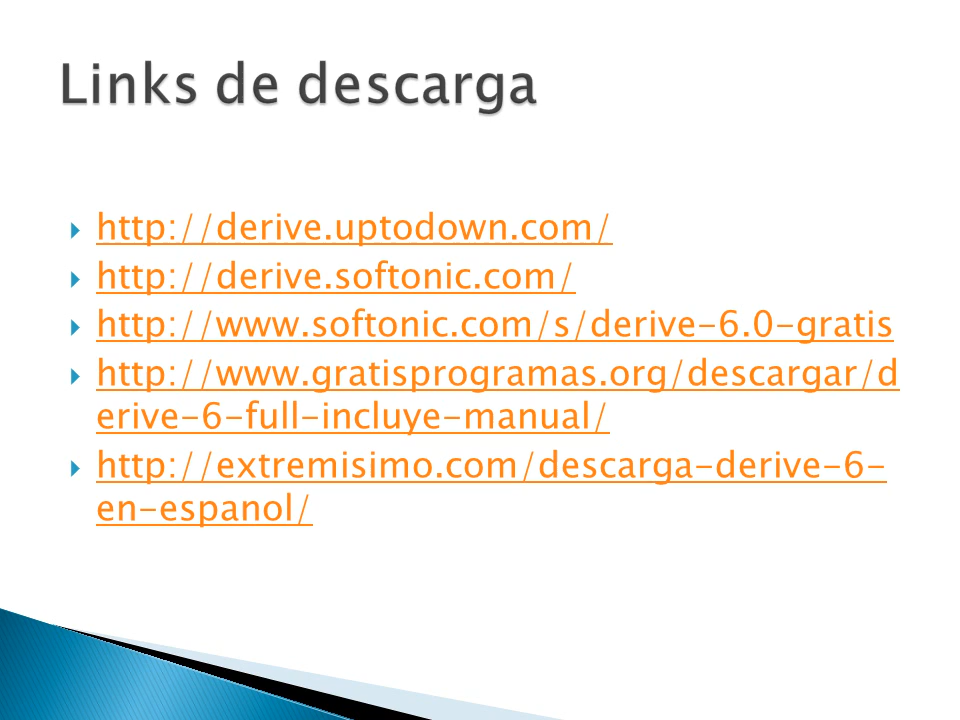 Links de descarga
http://derive.uptodown.com/
http://derive.softonic.com/
http://www.softonic.com/s/derive-6.0-gratis
http://www.gratisprogramas.org/descargar/d
erive-6-full-incluye-manual/
http://extremisimo.com/descarga-derive-6-
en-espanol/